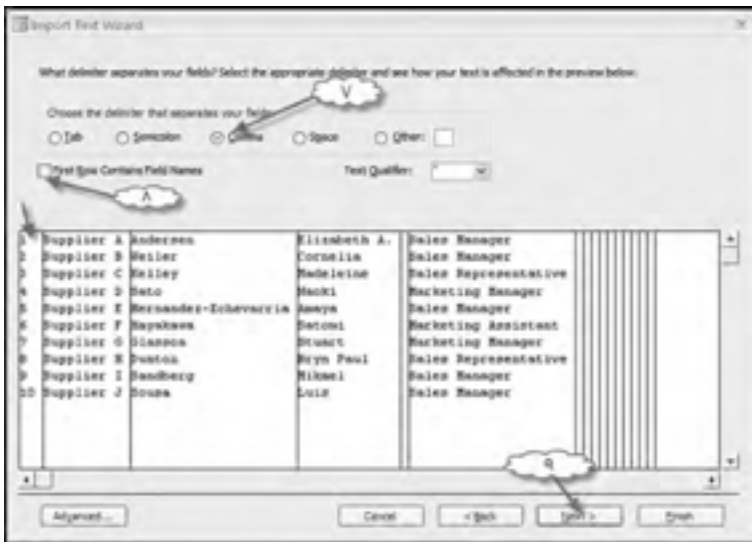 Import Text Wizard
What delimiter separates your fields? Select the appropriate delimiter and see how your text is affected in the preview below.
Choose the delimiter that separates your fields:
Tab Semicolon Comma Space Other:
First Row Contains Field Names Text Qualifier: "
1 Supplier A Andersen Elizabeth A. Sales Manager
2 Supplier B Weiler Cornelia Sales Manager
3 Supplier C Kelley Madeleine Sales Representative
4 Supplier D Sato Naoki Marketing Manager
5 Supplier E Hernandez-Echevarria Amaya Sales Manager
6 Supplier F Hayakawa Satomi Marketing Assistant
7 Supplier G Glasson Stuart Marketing Manager
8 Supplier H Dunton Bryn Paul Sales Representative
9 Supplier I Sandberg Mikael Sales Manager
10 Supplier J Sousa Luis Sales Manager
Advanced... Cancel < Back Next > Finish